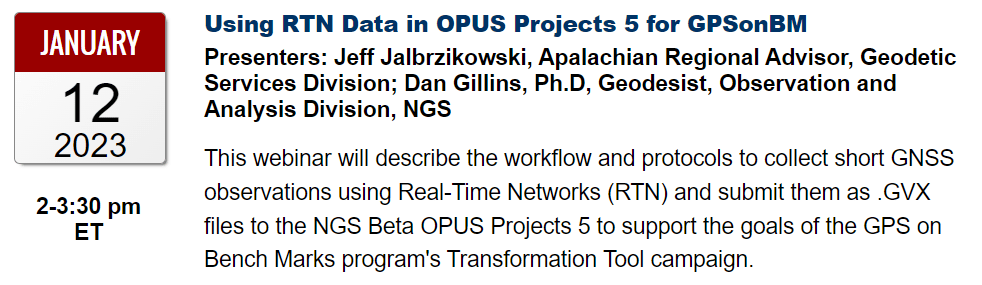 JANUARY
12
2023
2-3:30 pm
ET
Using RTN Data in OPUS Projects 5 for GPSonBM
Presenters: Jeff Jalbrzikowski, Apalachian Regional Advisor, Geodetic
Services Division; Dan Gillins, Ph.D, Geodesist, Observation and
Analysis Division, NGS
This webinar will describe the workflow and protocols to collect short GNSS
observations using Real-Time Networks (RTN) and submit them as .GVX
files to the NGS Beta OPUS Projects 5 to support the goals of the GPS on
Bench Marks program's Transformation Tool campaign.